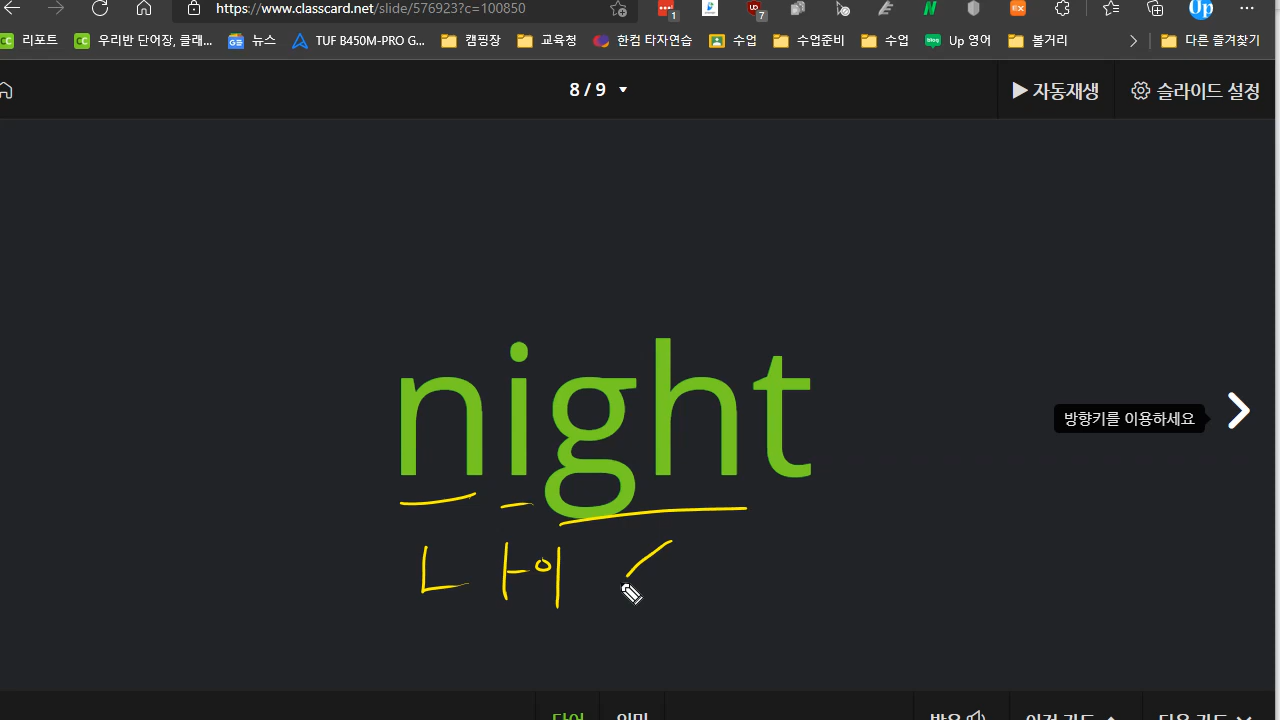 https://www.classcard.net/slide/576923?c=100850
1
7
Up
리포트
우리반 단어장, 클래...
뉴스
TUF B450M-PRO G...
캠핑장
교육청
한컴 타자연습
수업
수업준비
수업
Up 영어
볼거리
다른 즐겨찾기
8 / 9
자동재생
슬라이드 설정
night
방향키를 이용하세요
ㄴ ㅏ이